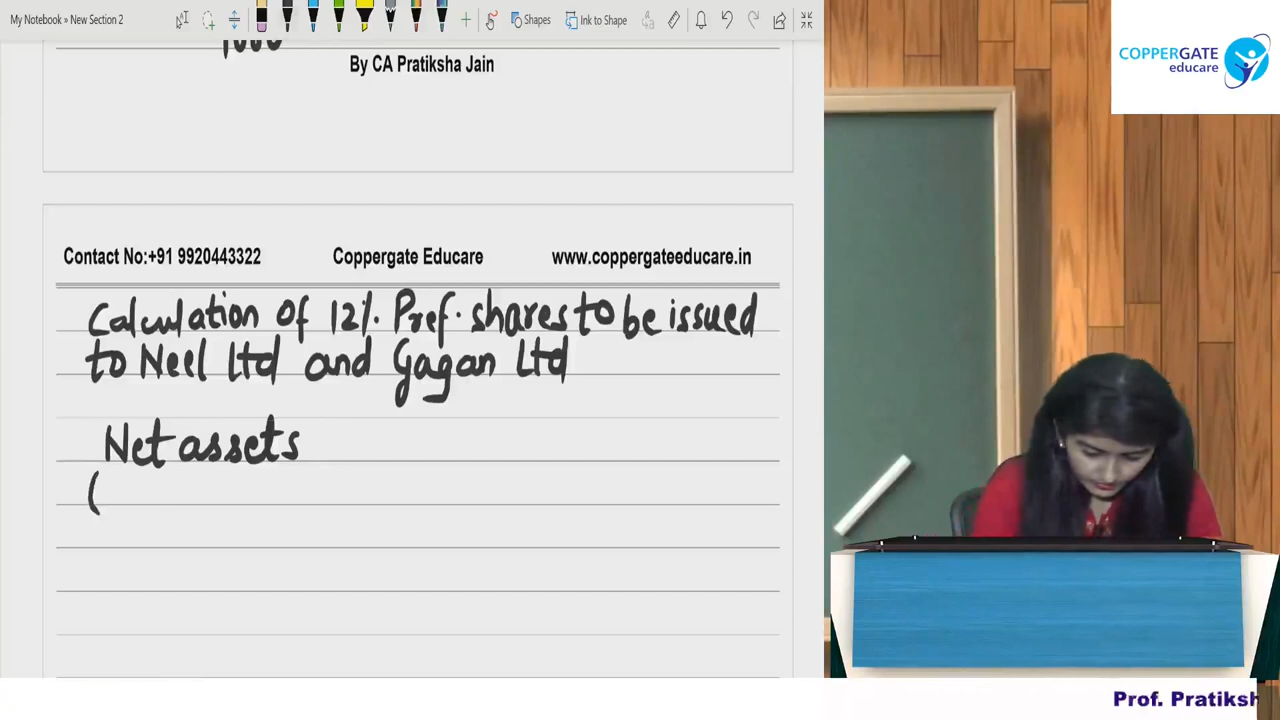 My Notebook » New Section 2
Shapes
Ink to Shape
By CA Pratiksha Jain
COPPERGATE
educare
Contact No:+91 9920443322 Coppergate Educare www.coppergateeducare.in
Calculation of 12%. Pref. shares to be issued
to Neel Ltd and Gagan Ltd
Net assets
(
Prof. Pratiksh